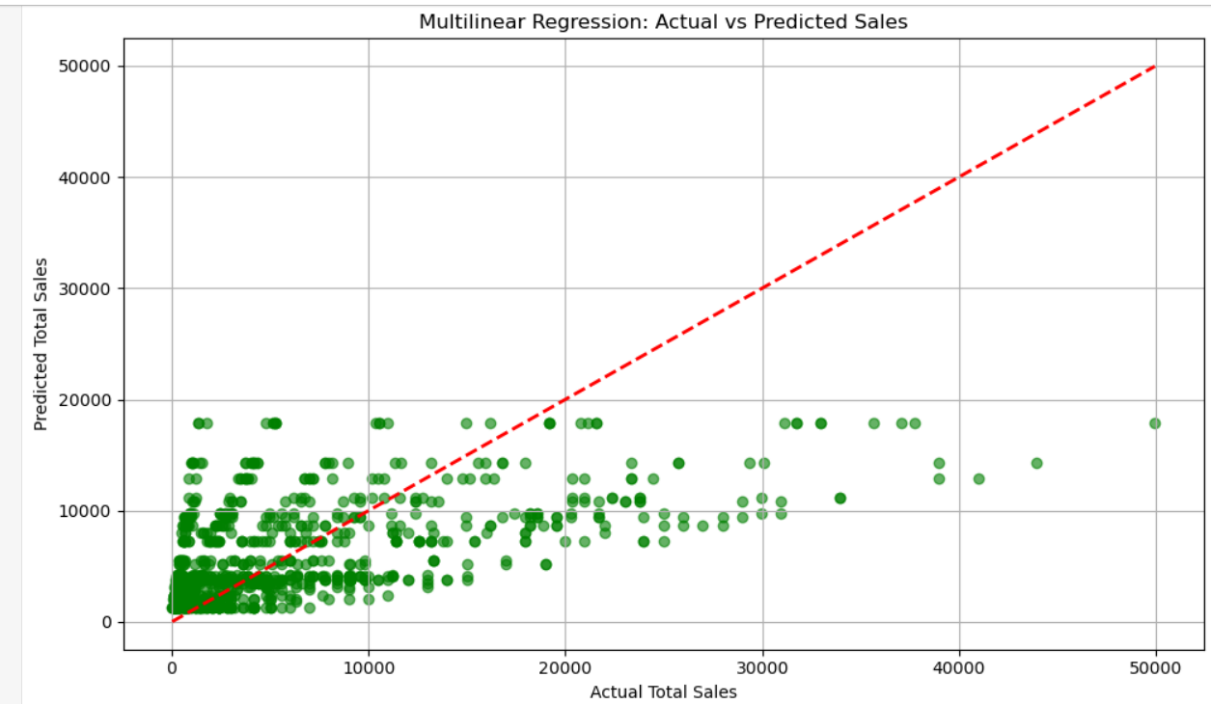 Multilinear Regression: Actual vs Predicted Sales
50000
40000
30000
20000
10000
0
Predicted Total Sales
0 10000 20000 30000 40000 50000
Actual Total Sales